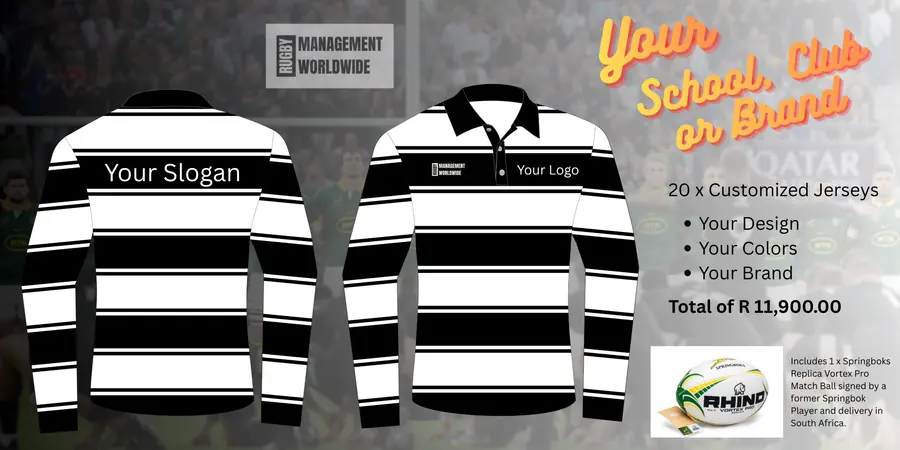 RUGBY
MANAGEMENT
WORLDWIDE
Your
School, Club
or Brand
Your Slogan
MANAGEMENT
WORLDWIDE
Your Logo
QATAR
20 x Customized Jerseys
• Your Design
• Your Colors
• Your Brand
Total of R 11,900.00
SPRINGBOKS
RHINO
VORTEX PRO
Includes 1 x Springboks
Replica Vortex Pro
Match Ball signed by a
former Springbok
Player and delivery in
South Africa.